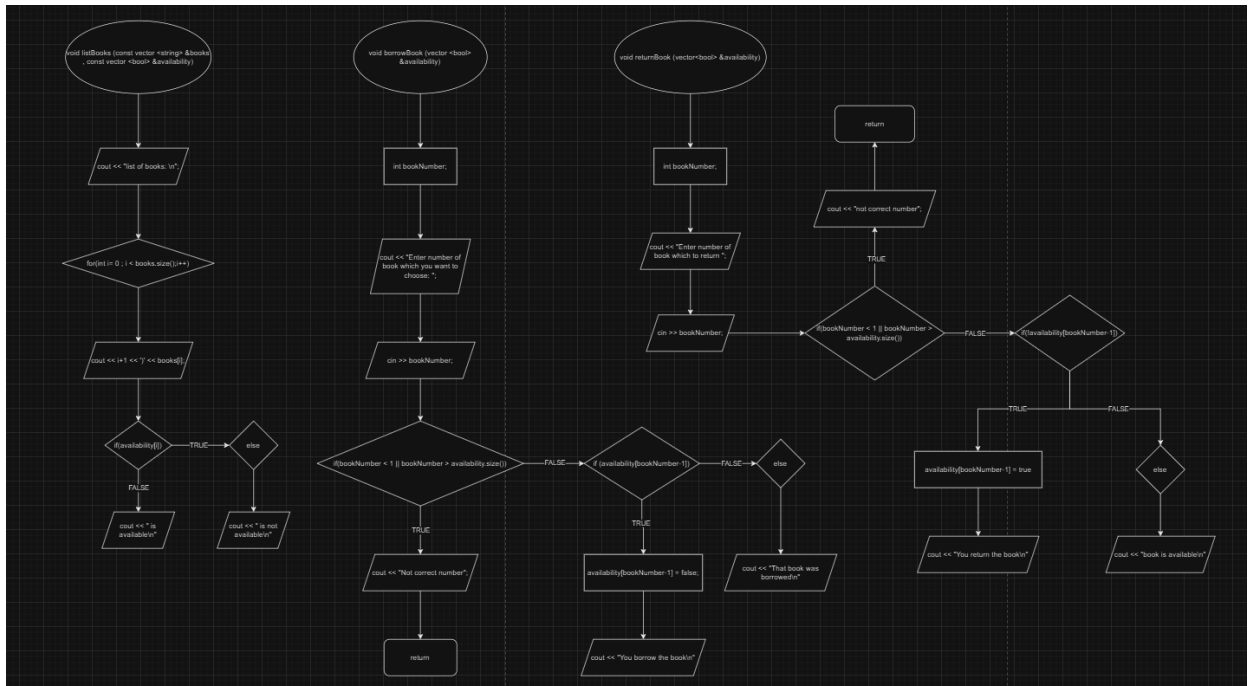 void listBooks (const vector <string> &books
, const vector <bool> &availability)
cout << "list of books: \n";
for(int i= 0 ; i < books.size();i++)
cout << i+1 << ')' << books[i];
if(availability[i])
TRUE
else
FALSE
cout << " is
available\n"
cout << " is not
available\n"
void borrowBook (vector <bool>
&availability)
int bookNumber;
cout << "Enter number of
book which you want to
choose: ";
cin >> bookNumber;
if(bookNumber < 1 || bookNumber > availability.size())
FALSE
if (availability[bookNumber-1])
FALSE
else
TRUE
cout << "Not correct number";
return
TRUE
availability[bookNumber-1] = false;
cout << "You borrow the book\n"
cout << "That book was
borrowed\n"
void returnBook (vector<bool> &availability)
int bookNumber;
cout << "Enter number of
book which to return ";
cin >> bookNumber;
if(bookNumber < 1 || bookNumber >
availability.size())
TRUE
cout << "not correct number";
return
FALSE
if(!availability[bookNumber-1])
TRUE
availability[bookNumber-1] = true
cout << "You return the book\n"
FALSE
else
cout << "book is available\n"